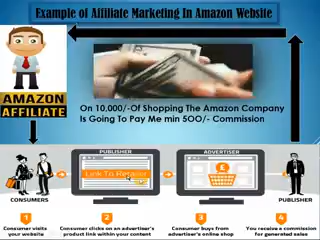 Example of Affiliate Marketing In Amazon Website
AMAZON
AFFILIATE
On 10,000/-Of Shopping The Amazon Company
Is Going To Pay Me min 5OO/- Commission
CONSUMERS
PUBLISHER
Link To Retailer
ADVERTISER
PUBLISHER
1
Consumer visits
your website
2
Consumer clicks on an advertiser's
product link within your content
3
Consumer buys from
advertiser's online shop
4
You receive a commission
for generated sales